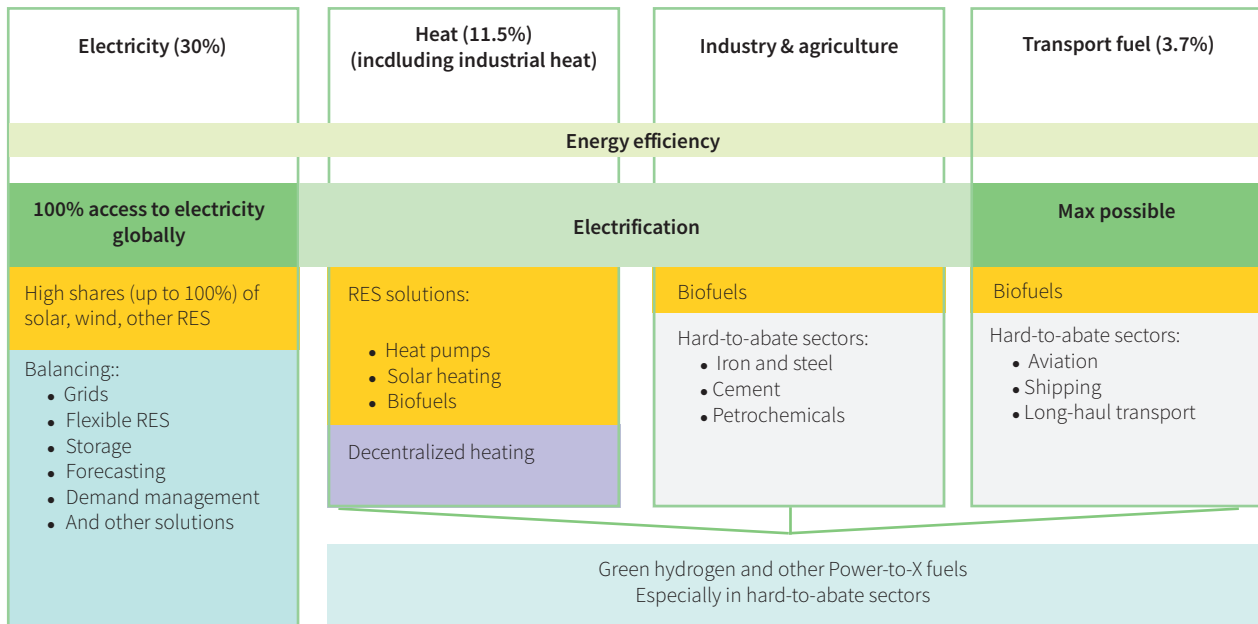 Electricity (30%)
Heat (11.5%)
(incdluding industrial heat)
Industry & agriculture
Transport fuel (3.7%)
Energy efficiency
100% access to electricity
globally
Electrification
Max possible
High shares (up to 100%) of
solar, wind, other RES
Balancing::
• Grids
• Flexible RES
• Storage
• Forecasting
• Demand management
• And other solutions
RES solutions:
• Heat pumps
• Solar heating
• Biofuels
Decentralized heating
Biofuels
Hard-to-abate sectors:
• Iron and steel
• Cement
• Petrochemicals
Biofuels
Hard-to-abate sectors:
• Aviation
• Shipping
• Long-haul transport
Green hydrogen and other Power-to-X fuels
Especially in hard-to-abate sectors